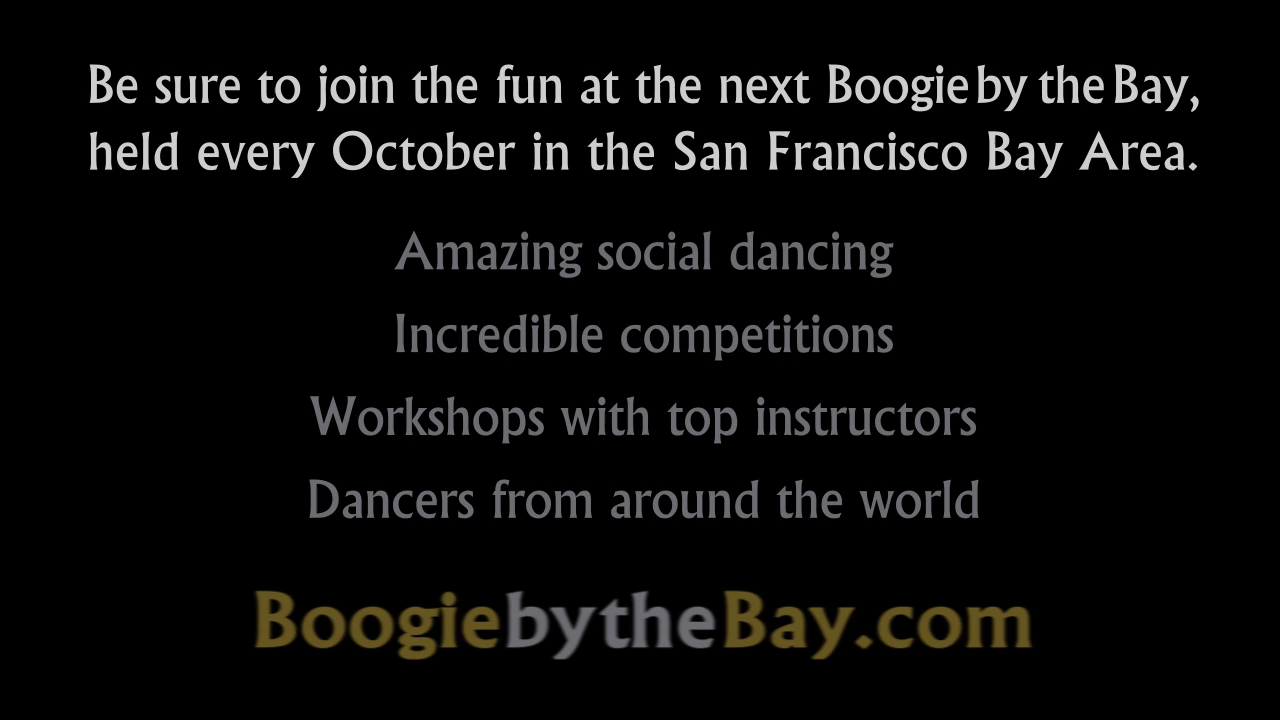 Be sure to join the fun at the next Boogie by the Bay,
held every October in the San Francisco Bay Area.
Amazing social dancing
Incredible competitions
Workshops with top instructors
Dancers from around the world
BoogiebytheBay.com